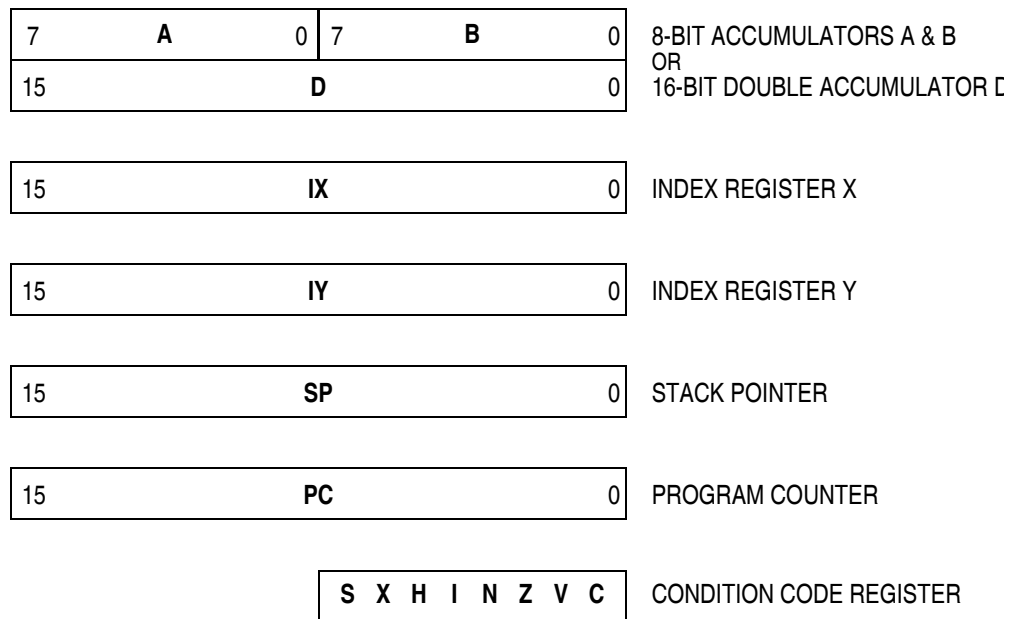 7 A 0 7 B 0 8-BIT ACCUMULATORS A & B
OR
15 D 0 16-BIT DOUBLE ACCUMULATOR
15 IX 0 INDEX REGISTER X
15 IY 0 INDEX REGISTER Y
15 SP 0 STACK POINTER
15 PC 0 PROGRAM COUNTER
S X H I N Z V C CONDITION CODE REGISTER